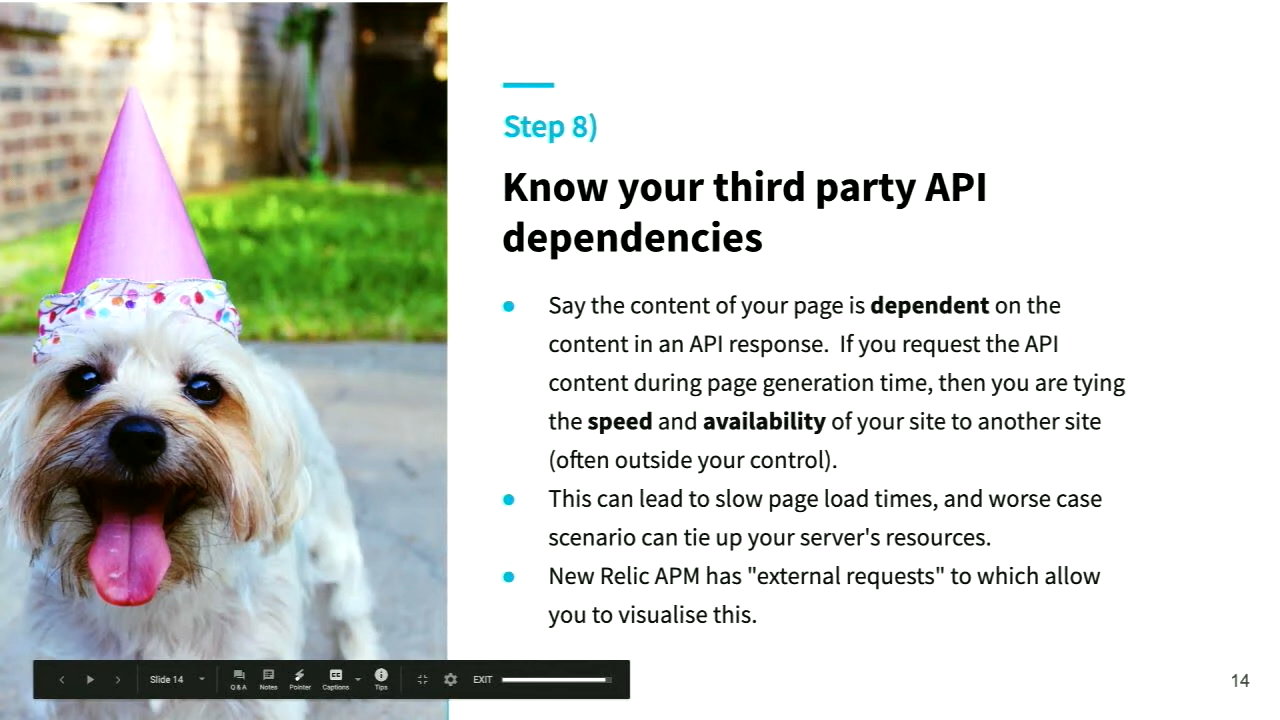 Step 8)
Know your third party API
dependencies
● Say the content of your page is dependent on the
content in an API response.  If you request the API
content during page generation time, then you are tying
the speed and availability of your site to another site
(often outside your control).
● This can lead to slow page load times, and worse case
scenario can tie up your server's resources.
● New Relic APM has "external requests" to which allow
you to visualise this.
Slide 14
Q&A
Notes
Pointer
CC
Captions
Tips
EXIT
14